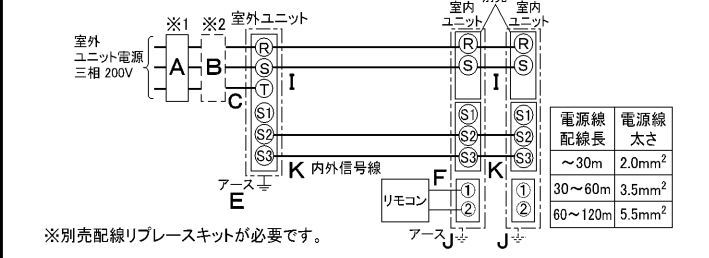 別売
※1 ※2 室外ユニット 室内ユニット 室内ユニット
室外
ユニット電源
三相 200V
A B C
R S T S1 S2 S3
I
R S S1 S2 S3 ① ②
I
R S S1 S2 S3 ① ②
K 内外信号線 K
アース E
F
リモコン
アース J J
電源線配線長 電源線太さ
~30m 2.0mm²
30~60m 3.5mm²
60~120m 5.5mm²
※別売配線リプレースキットが必要です。